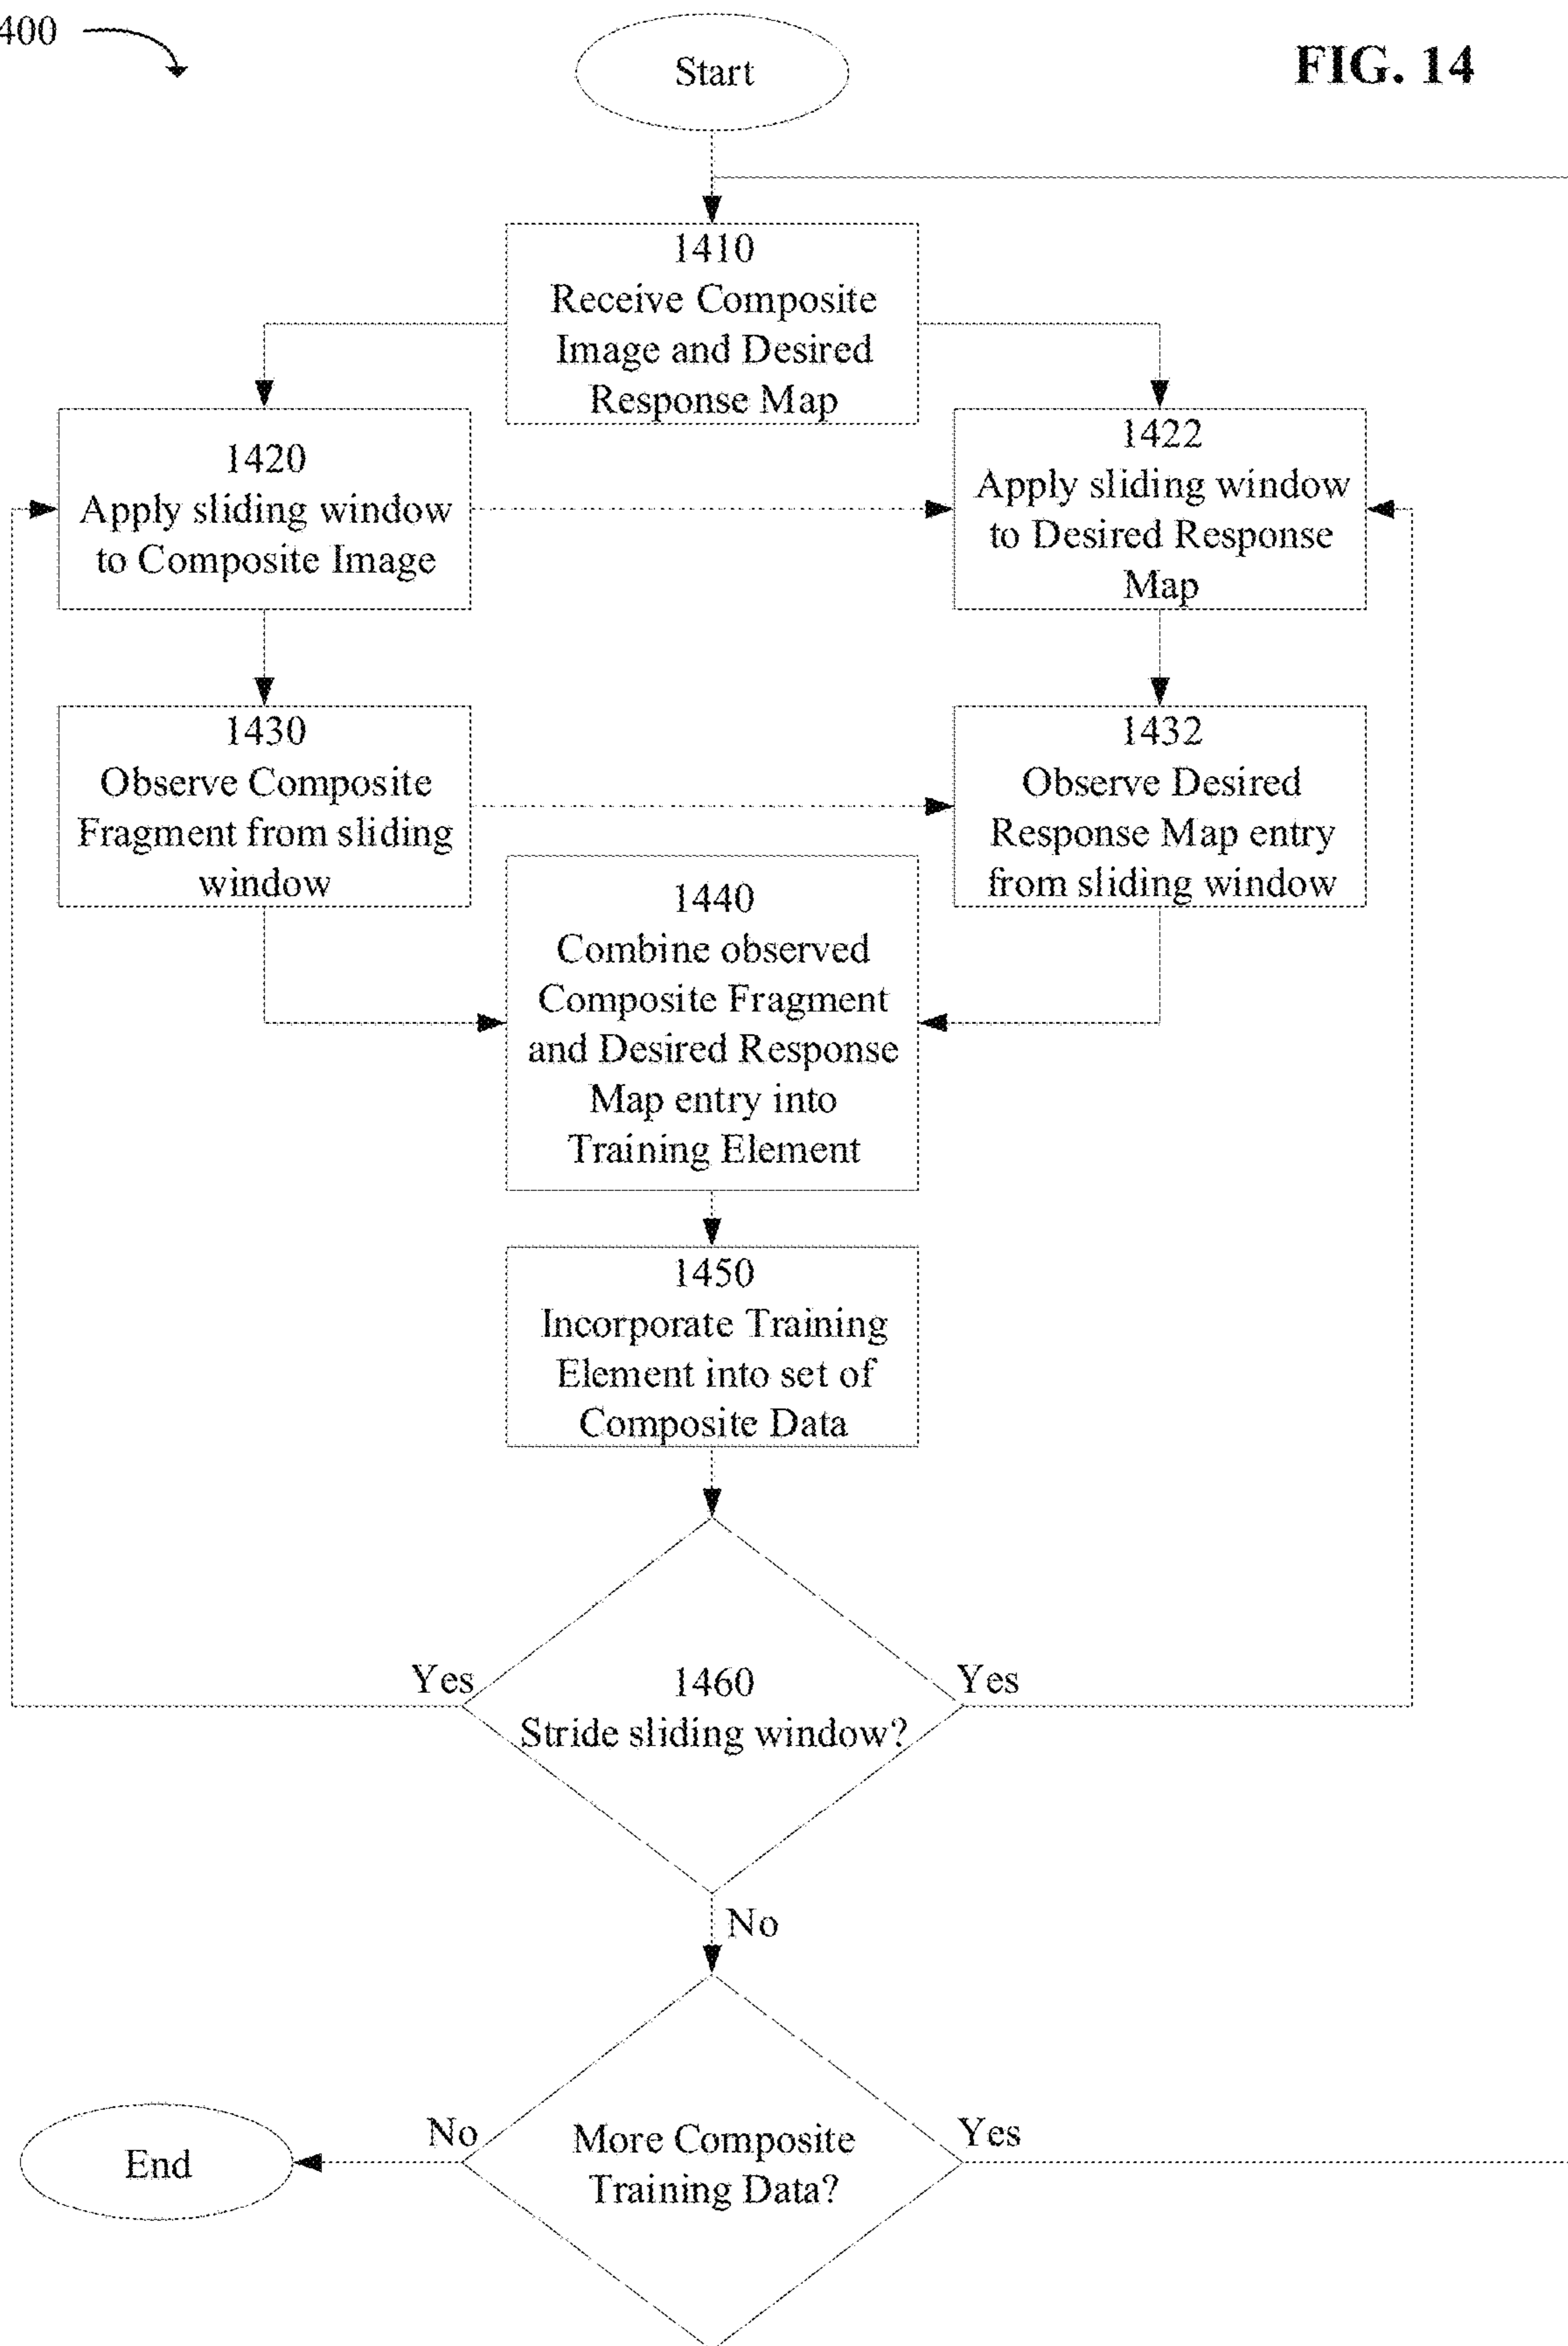 400
FIG. 14
Start
1410
Receive Composite
Image and Desired
Response Map
1420
Apply sliding window
to Composite Image
1422
Apply sliding window
to Desired Response
Map
1430
Observe Composite
Fragment from sliding
window
1432
Observe Desired
Response Map entry
from sliding window
1440
Combine observed
Composite Fragment
and Desired Response
Map entry into
Training Element
1450
Incorporate Training
Element into set of
Composite Data
Yes
1460
Stride sliding window?
Yes
No
No
More Composite
Training Data?
Yes
End